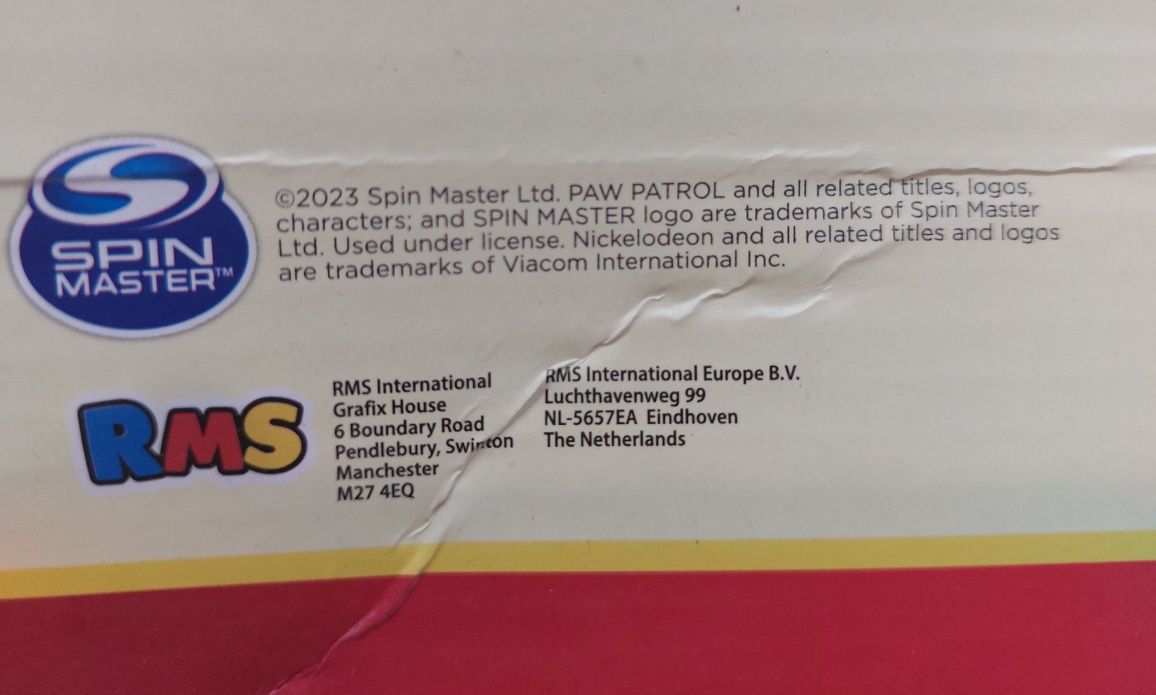 SPIN
MASTER™
©2023 Spin Master Ltd. PAW PATROL and all related titles, logos,
characters; and SPIN MASTER logo are trademarks of Spin Master
Ltd. Used under license. Nickelodeon and all related titles and logos
are trademarks of Viacom International Inc.
RMS
RMS International
Grafix House
6 Boundary Road
Pendlebury, Swinton
Manchester
M27 4EQ
RMS International Europe B.V.
Luchthavenweg 99
NL-5657EA Eindhoven
The Netherlands